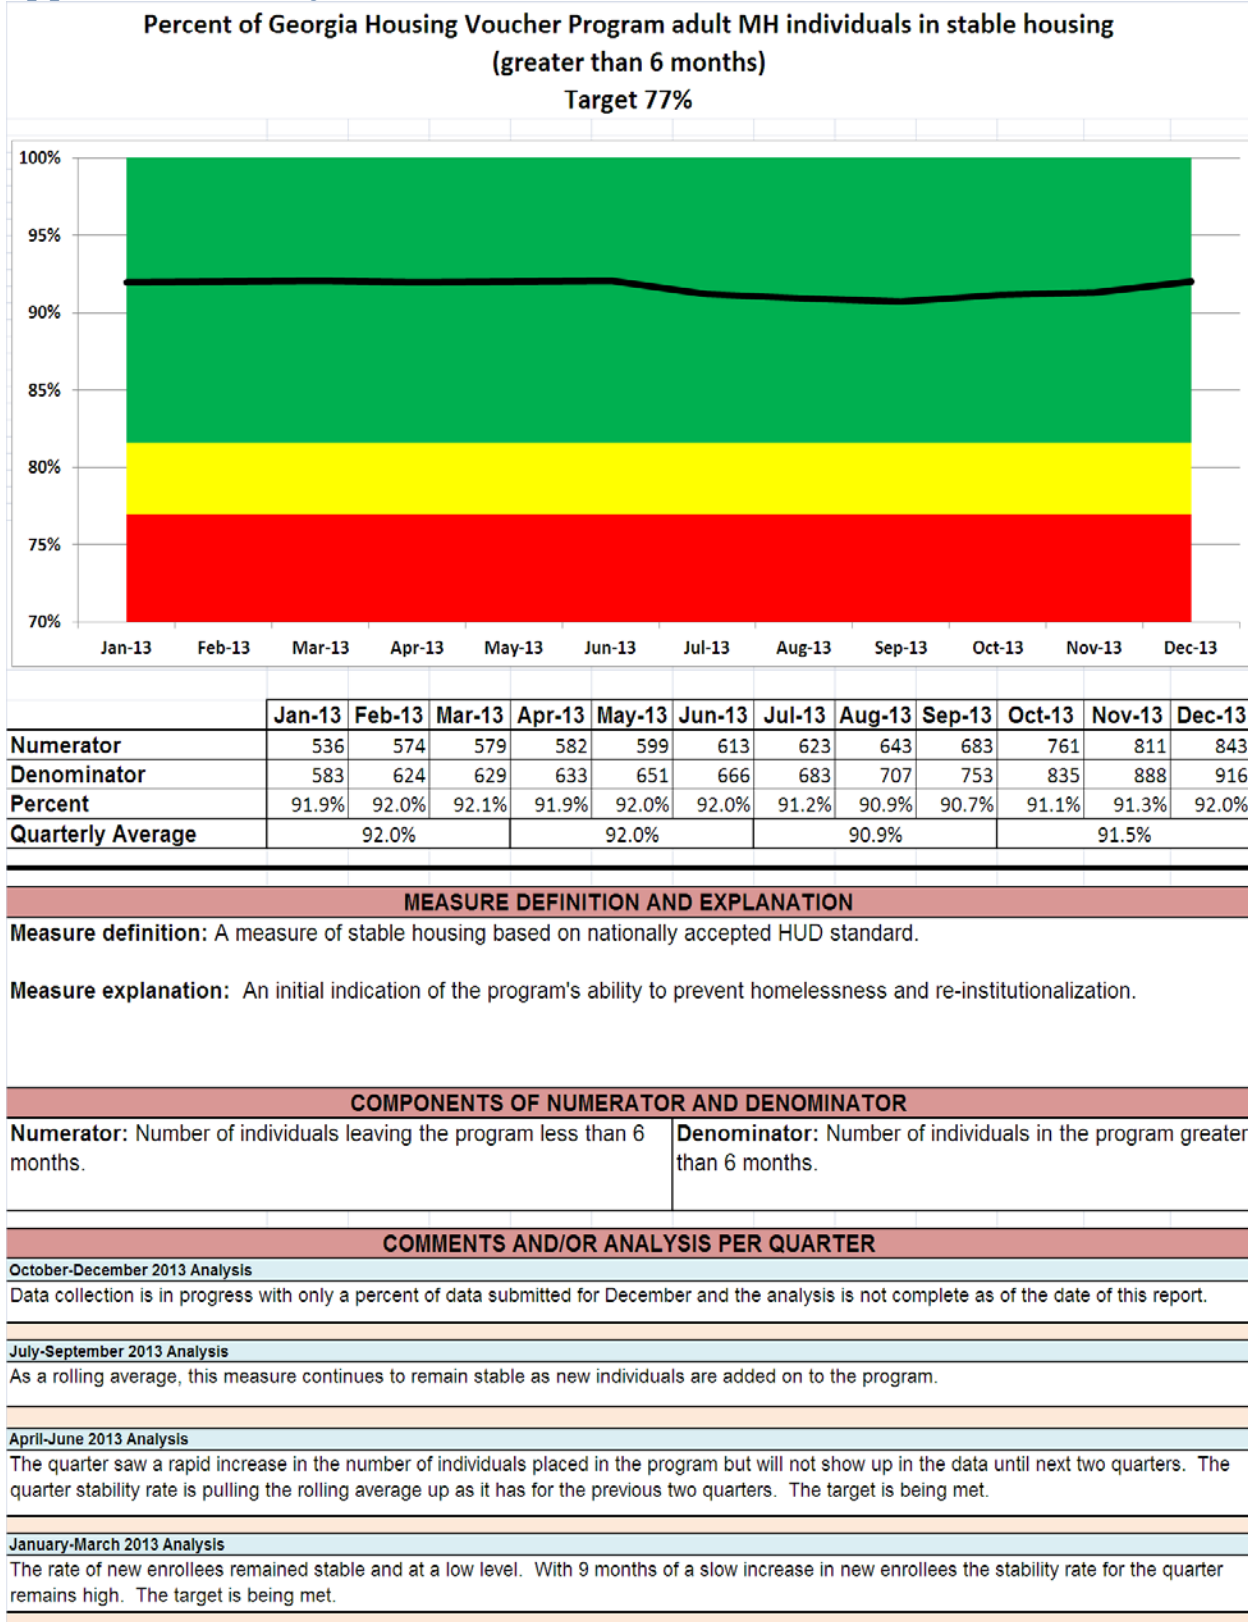 Percent of Georgia Housing Voucher Program adult MH individuals in stable housing
(greater than 6 months)
Target 77%
100%
95%
90%
85%
80%
75%
70%
Jan-13 Feb-13 Mar-13 Apr-13 May-13 Jun-13 Jul-13 Aug-13 Sep-13 Oct-13 Nov-13 Dec-13
Jan-13 Feb-13 Mar-13 Apr-13 May-13 Jun-13 Jul-13 Aug-13 Sep-13 Oct-13 Nov-13 Dec-13
Numerator 536 574 579 582 599 613 623 643 683 761 811 843
Denominator 583 624 629 633 651 666 683 707 753 835 888 916
Percent 91.9% 92.0% 92.1% 91.9% 92.0% 92.0% 91.2% 90.9% 90.7% 91.1% 91.3% 92.0%
Quarterly Average 92.0% 92.0% 90.9% 91.5%
MEASURE DEFINITION AND EXPLANATION
Measure definition: A measure of stable housing based on nationally accepted HUD standard.
Measure explanation: An initial indication of the program's ability to prevent homelessness and re-institutionalization.
COMPONENTS OF NUMERATOR AND DENOMINATOR
Numerator: Number of individuals leaving the program less than 6
months.
Denominator: Number of individuals in the program greater
than 6 months.
COMMENTS AND/OR ANALYSIS PER QUARTER
October-December 2013 Analysis
Data collection is in progress with only a percent of data submitted for December and the analysis is not complete as of the date of this report.
July-September 2013 Analysis
As a rolling average, this measure continues to remain stable as new individuals are added on to the program.
April-June 2013 Analysis
The quarter saw a rapid increase in the number of individuals placed in the program but will not show up in the data until next two quarters. The
quarter stability rate is pulling the rolling average up as it has for the previous two quarters. The target is being met.
January-March 2013 Analysis
The rate of new enrollees remained stable and at a low level. With 9 months of a slow increase in new enrollees the stability rate for the quarter
remains high. The target is being met.